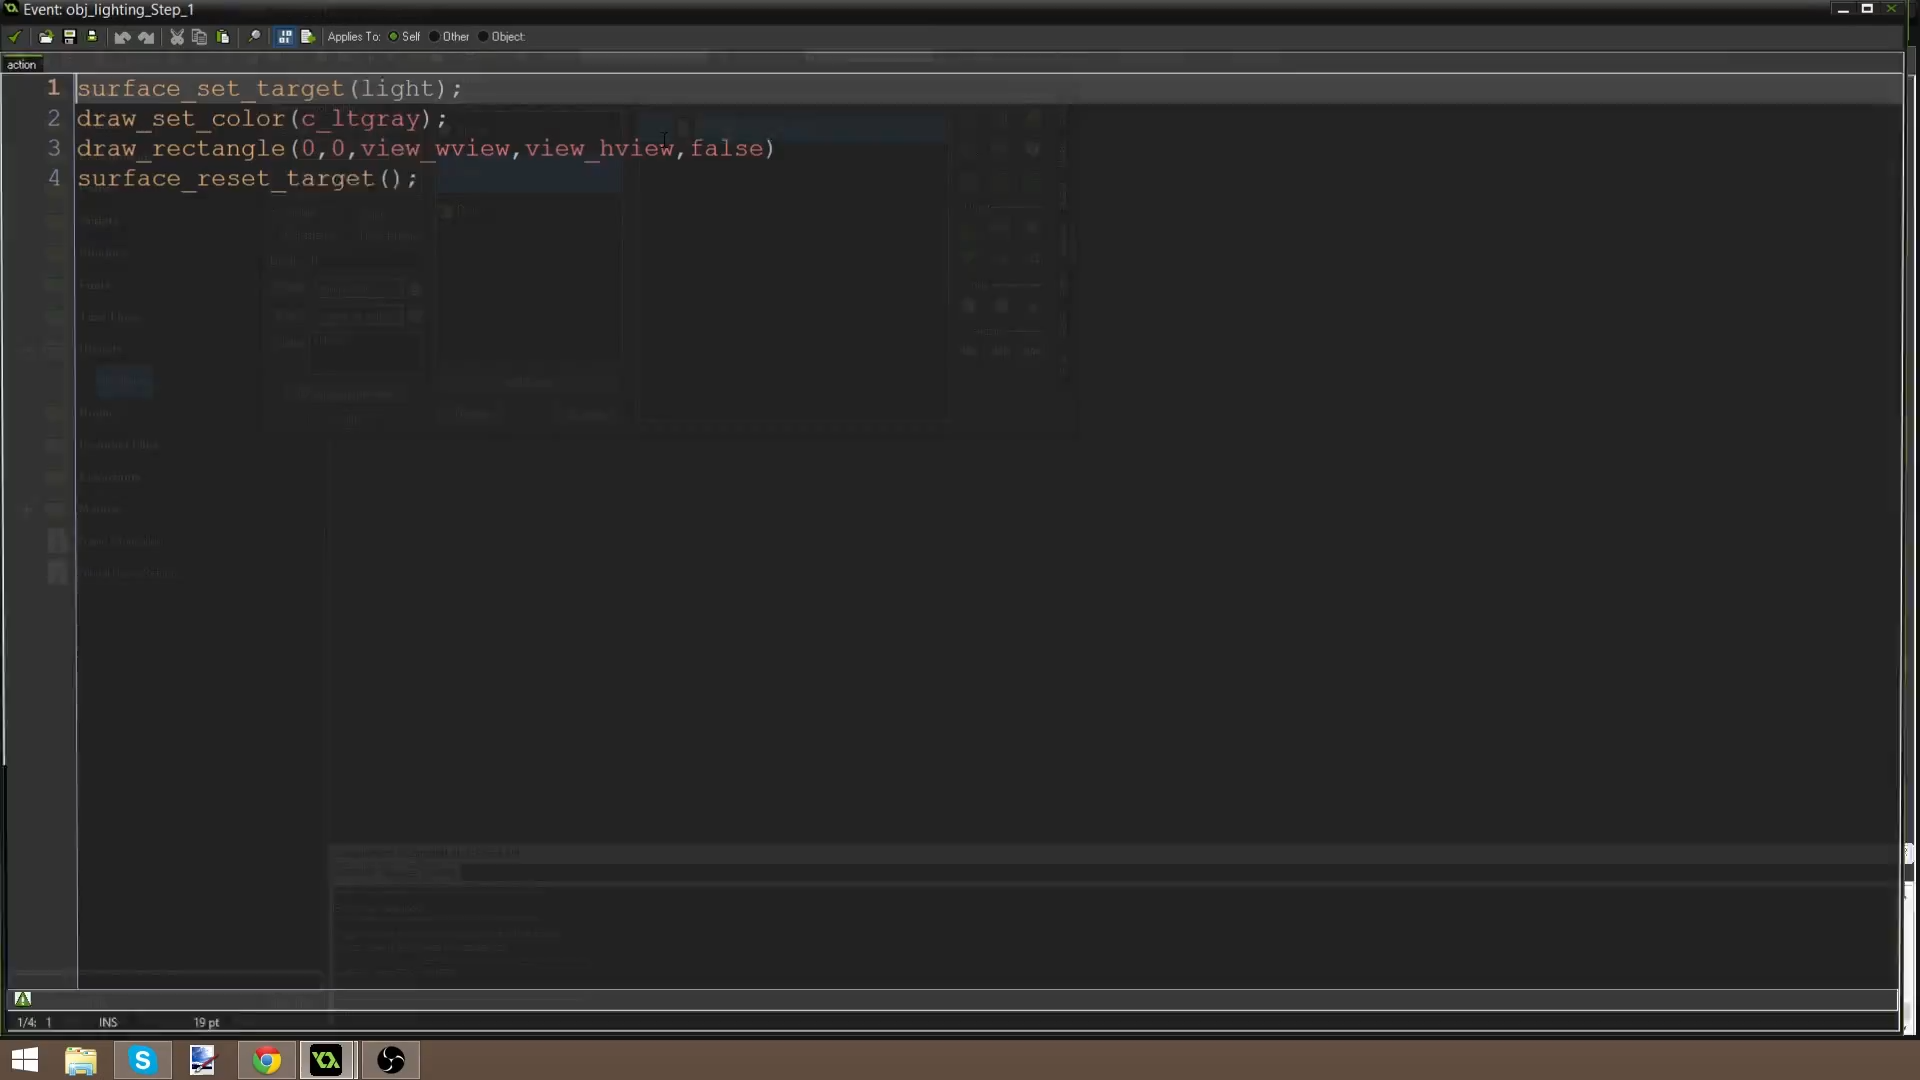 Event: obj_lighting_Step_1
Applies To: Self Other Object:
action
1 surface_set_target(light);
2 draw_set_color(c_ltgray);
3 draw_rectangle(0,0,view_wview,view_hview,false)
4 surface_reset_target();
1/4: 1 INS 19 pt